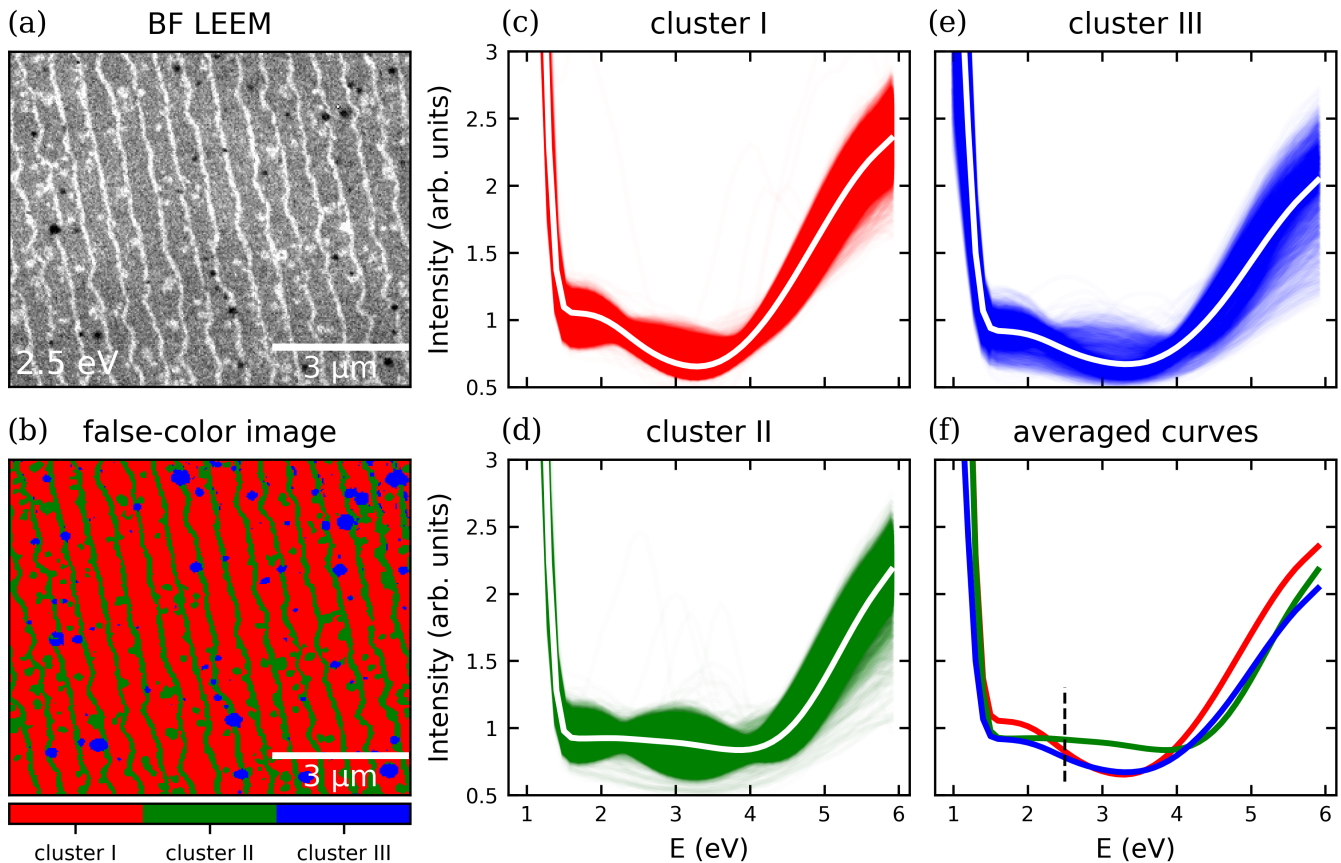 (a) BF LEEM
2.5 eV
3 μm
(b) false-color image
3 μm
cluster I cluster II cluster III
(c) cluster I
Intensity (arb. units)
3
2.5
2
1.5
1
0.5
(d) cluster II
Intensity (arb. units)
3
2.5
2
1.5
1
0.5
1 2 3 4 5 6
E (eV)
(e) cluster III
(f) averaged curves
1 2 3 4 5 6
E (eV)